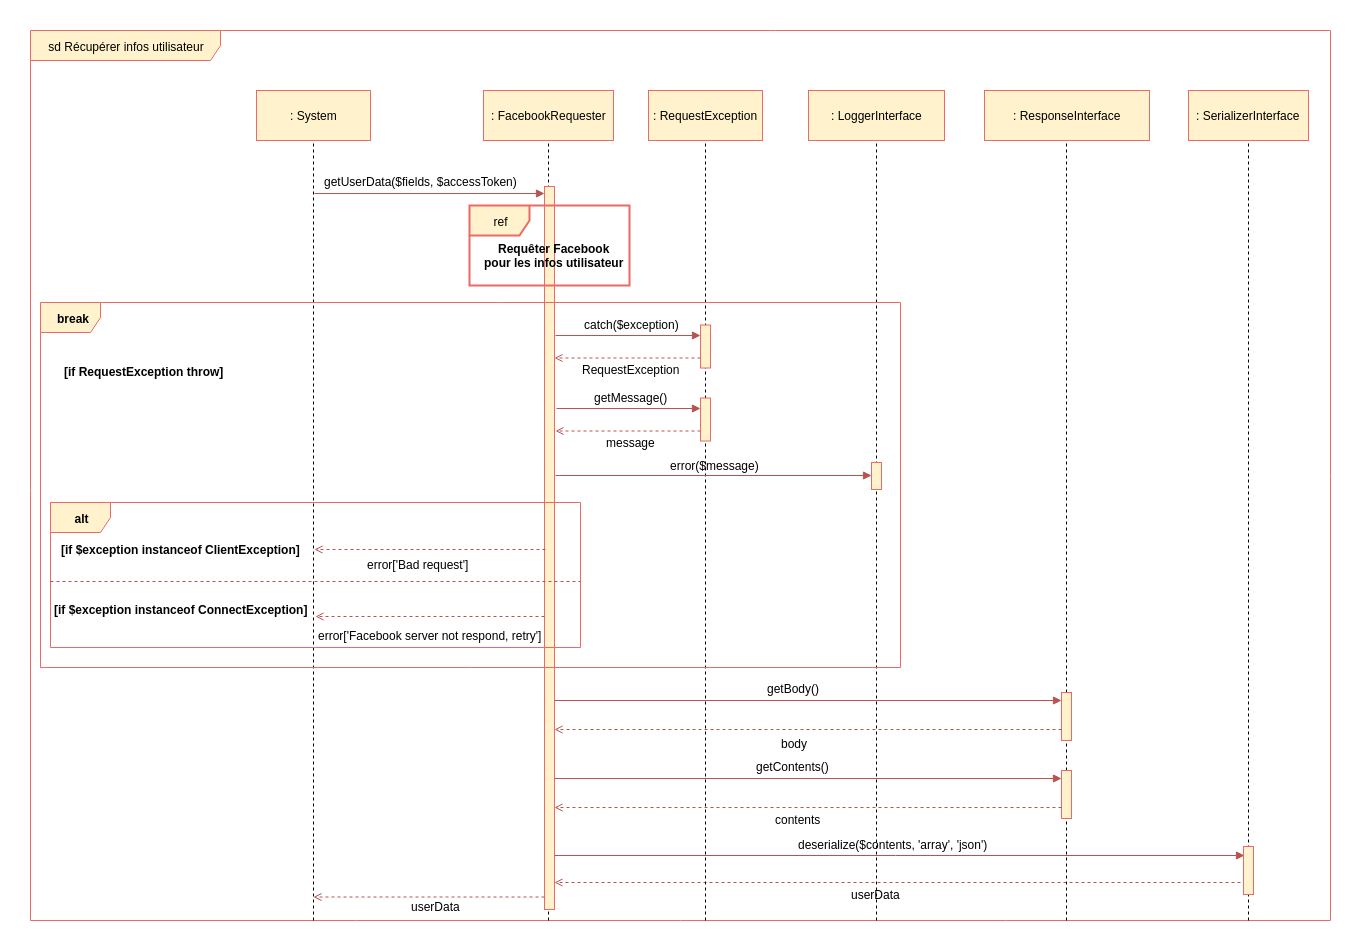 sd Récupérer infos utilisateur
: System
: FacebookRequester
: RequestException
: LoggerInterface
: ResponseInterface
: SerializerInterface
getUserData($fields, $accessToken)
ref
Requêter Facebook
pour les infos utilisateur
break
catch($exception)
[if RequestException throw]
RequestException
getMessage()
message
error($message)
alt
[if $exception instanceof ClientException]
error['Bad request']
[if $exception instanceof ConnectException]
error['Facebook server not respond, retry']
getBody()
body
getContents()
contents
deserialize($contents, 'array', 'json')
userData
userData